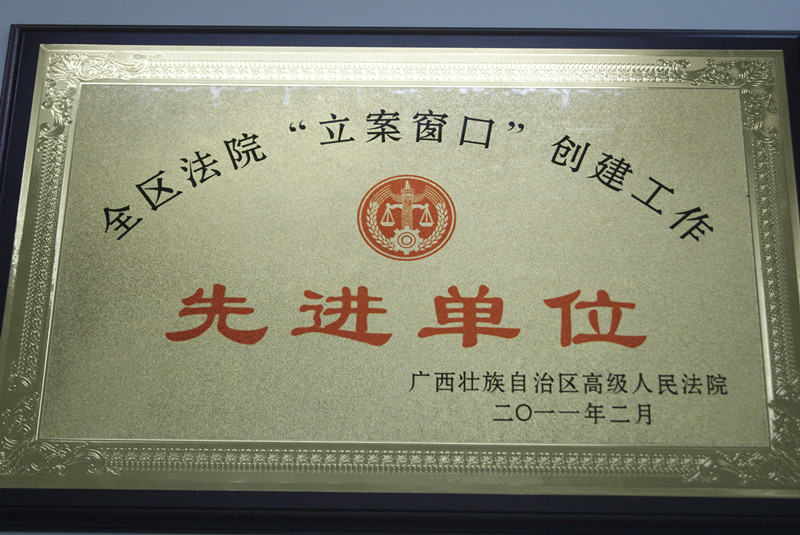 全区法院“立案窗口”创建工作
先进单位
广西壮族自治区高级人民法院
二〇一一年二月